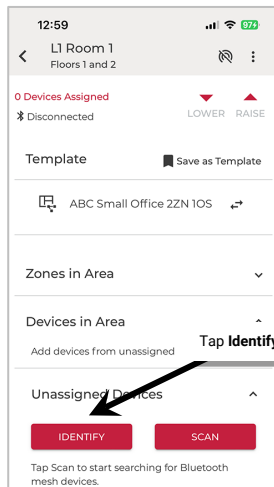 12:59
97
L1 Room 1
Floors 1 and 2
0 Devices Assigned
Disconnected
LOWER RAISE
Template
Save as Template
ABC Small Office 2ZN 1OS
Zones in Area
Devices in Area
Tap Identify
Add devices from unassigned
Unassigned Devices
IDENTIFY
SCAN
Tap Scan to start searching for Bluetooth
mesh devices.